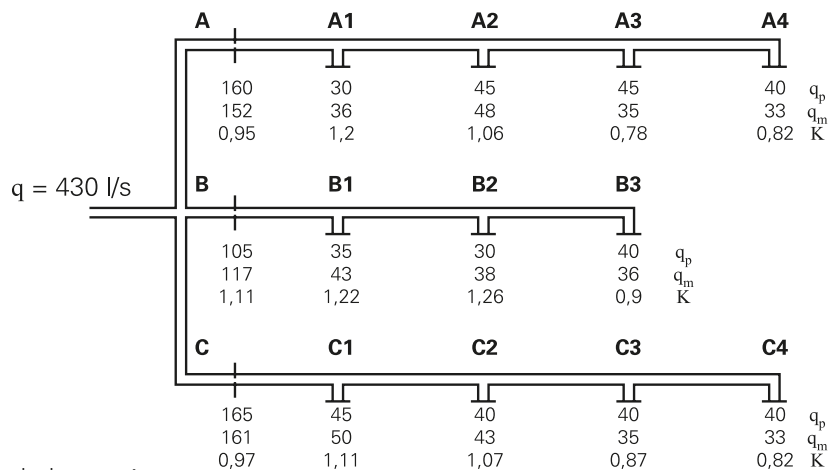 A A1 A2 A3 A4
160 30 45 45 40 qp
152 36 48 35 33 qm
0,95 1,2 1,06 0,78 0,82 K
q = 430 l/s
B B1 B2 B3
105 35 30 40 qp
117 43 38 36 qm
1,11 1,22 1,26 0,9 K
C C1 C2 C3 C4
165 45 40 40 40 qp
161 50 43 35 33 qm
0,97 1,11 1,07 0,87 0,82 K